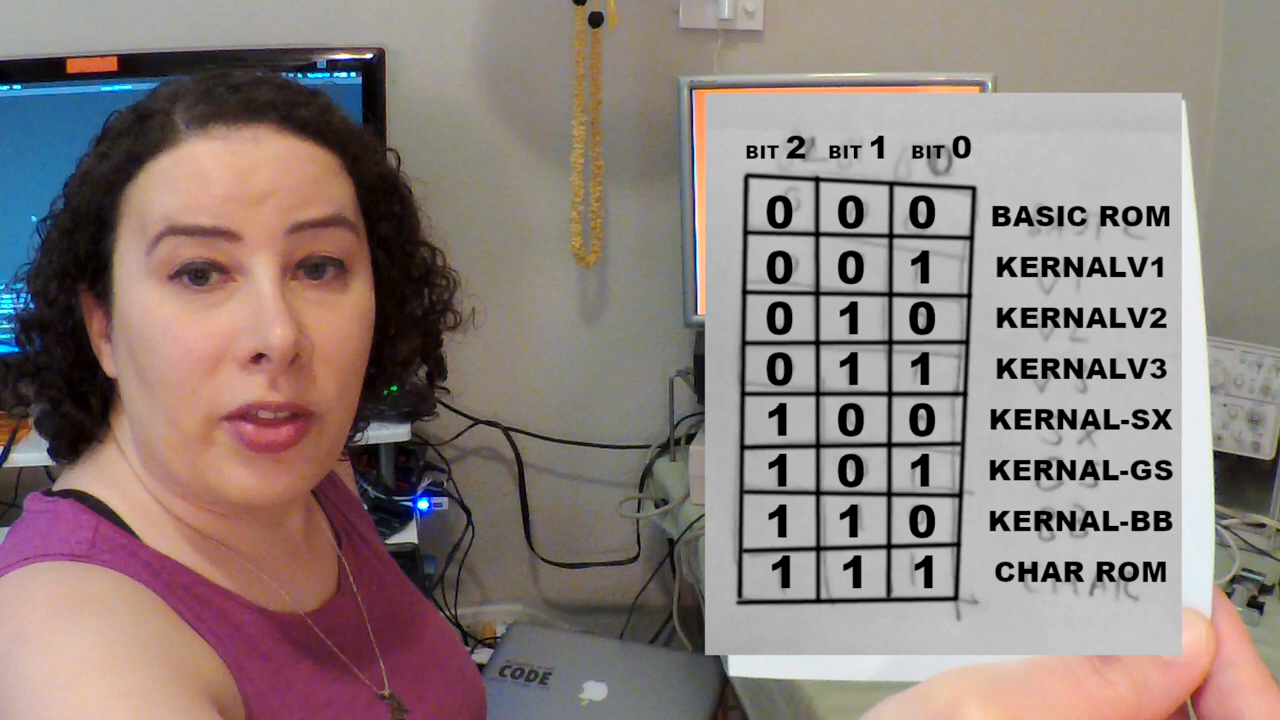 BIT 2 BIT 1 BIT 0
0 0 0 BASIC ROM
0 0 1 KERNALV1
0 1 0 KERNALV2
0 1 1 KERNALV3
1 0 0 KERNAL-SX
1 0 1 KERNAL-GS
1 1 0 KERNAL-BB
1 1 1 CHAR ROM
CODE